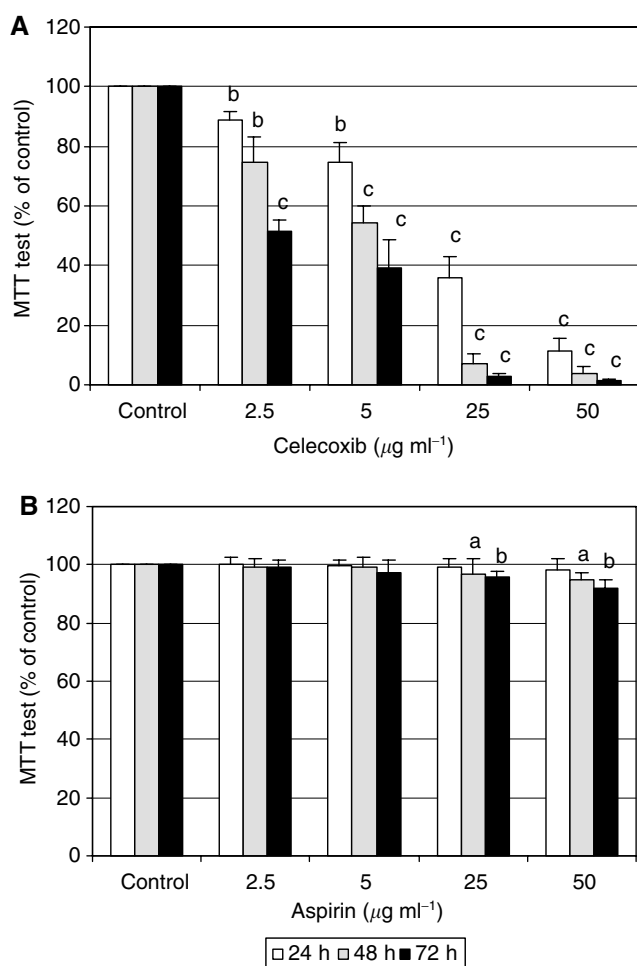 A
120
100
80
60
40
20
0
MTT test (% of control)
b
b
c
b
c
c
c
c
c
c
c
c
Control 2.5 5 25 50
Celecoxib (μg ml⁻¹)
B
120
100
80
60
40
20
0
MTT test (% of control)
a
b
a
b
Control 2.5 5 25 50
Aspirin (μg ml⁻¹)
24 h 48 h 72 h